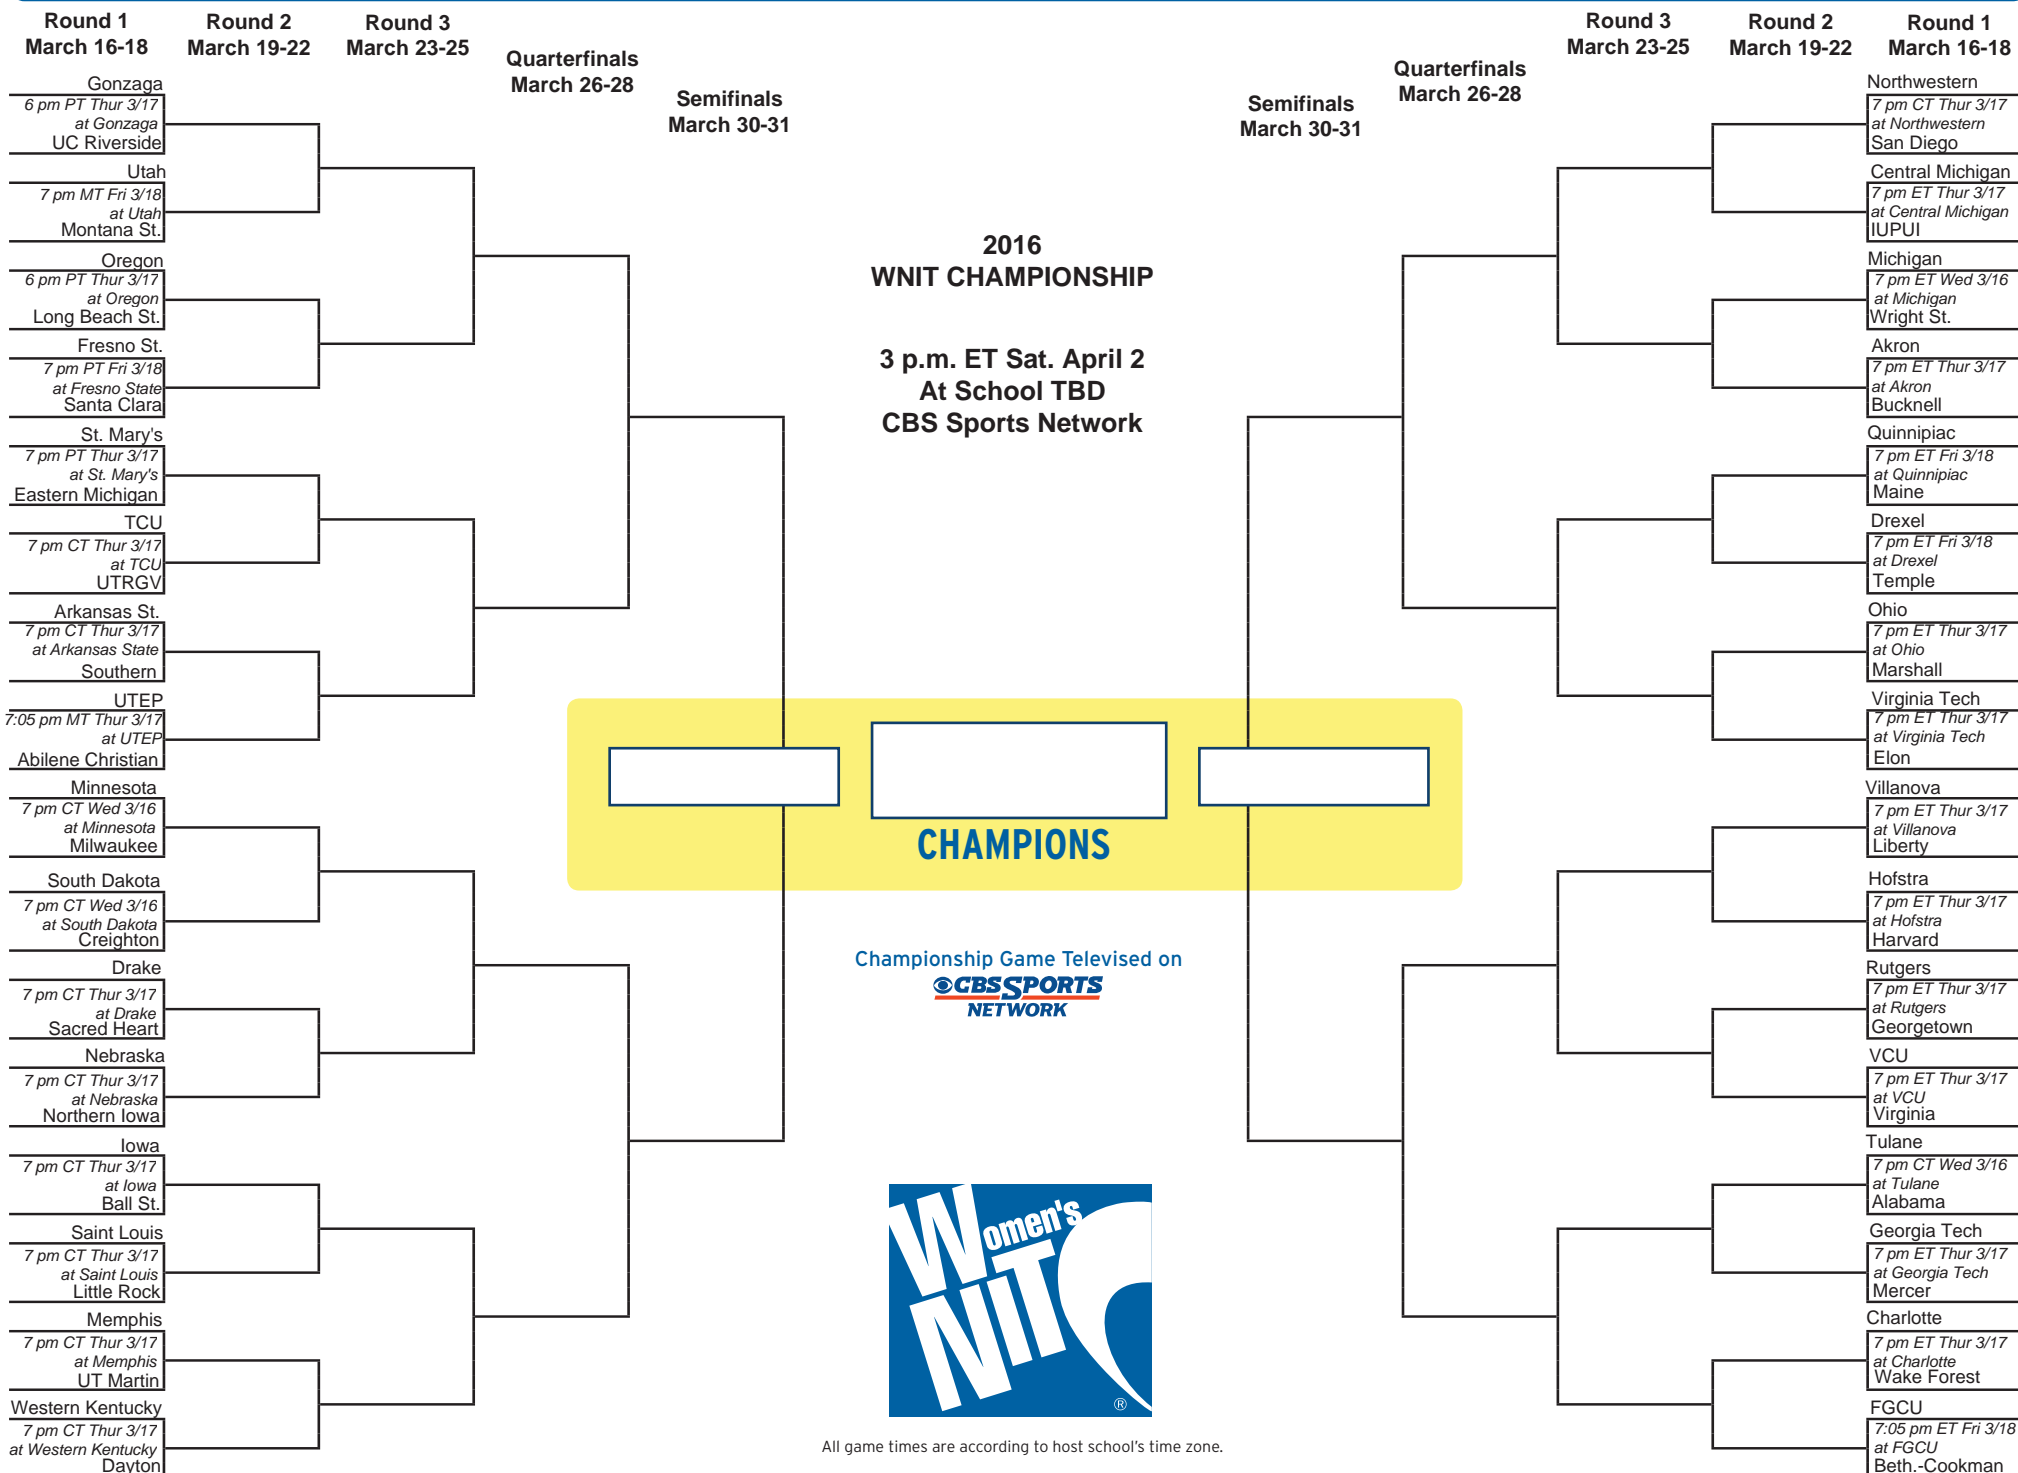 Round 1
March 16-18
Round 2
March 19-22
Round 3
March 23-25
Quarterfinals
March 26-28
Semifinals
March 30-31
Gonzaga
6 pm PT Thur 3/17
at Gonzaga
UC Riverside
Utah
7 pm MT Fri 3/18
at Utah
Montana St.
Oregon
6 pm PT Thur 3/17
at Oregon
Long Beach St.
Fresno St.
7 pm PT Fri 3/18
at Fresno State
Santa Clara
St. Mary's
7 pm PT Thur 3/17
at St. Mary's
Eastern Michigan
TCU
7 pm CT Thur 3/17
at TCU
UTRGV
Arkansas St.
7 pm CT Thur 3/17
at Arkansas State
Southern
UTEP
7:05 pm MT Thur 3/17
at UTEP
Abilene Christian
Minnesota
7 pm CT Wed 3/16
at Minnesota
Milwaukee
South Dakota
7 pm CT Wed 3/16
at South Dakota
Creighton
Drake
7 pm CT Thur 3/17
at Drake
Sacred Heart
Nebraska
7 pm CT Thur 3/17
at Nebraska
Northern Iowa
Iowa
7 pm CT Thur 3/17
at Iowa
Ball St.
Saint Louis
7 pm CT Thur 3/17
at Saint Louis
Little Rock
Memphis
7 pm CT Thur 3/17
at Memphis
UT Martin
Western Kentucky
7 pm CT Thur 3/17
at Western Kentucky
Dayton
2016
WNIT CHAMPIONSHIP
3 p.m. ET Sat. April 2
At School TBD
CBS Sports Network
CHAMPIONS
Championship Game Televised on
CBS SPORTS
NETWORK
Women's
NiT
®
All game times are according to host school's time zone.
Semifinals
March 30-31
Quarterfinals
March 26-28
Round 3
March 23-25
Round 2
March 19-22
Round 1
March 16-18
Northwestern
7 pm CT Thur 3/17
at Northwestern
San Diego
Central Michigan
7 pm ET Thur 3/17
at Central Michigan
IUPUI
Michigan
7 pm ET Wed 3/16
at Michigan
Wright St.
Akron
7 pm ET Thur 3/17
at Akron
Bucknell
Quinnipiac
7 pm ET Fri 3/18
at Quinnipiac
Maine
Drexel
7 pm ET Fri 3/18
at Drexel
Temple
Ohio
7 pm ET Thur 3/17
at Ohio
Marshall
Virginia Tech
7 pm ET Thur 3/17
at Virginia Tech
Elon
Villanova
7 pm ET Thur 3/17
at Villanova
Liberty
Hofstra
7 pm ET Thur 3/17
at Hofstra
Harvard
Rutgers
7 pm ET Thur 3/17
at Rutgers
Georgetown
VCU
7 pm ET Thur 3/17
at VCU
Virginia
Tulane
7 pm CT Wed 3/16
at Tulane
Alabama
Georgia Tech
7 pm ET Thur 3/17
at Georgia Tech
Mercer
Charlotte
7 pm ET Thur 3/17
at Charlotte
Wake Forest
FGCU
7:05 pm ET Fri 3/18
at FGCU
Beth.-Cookman